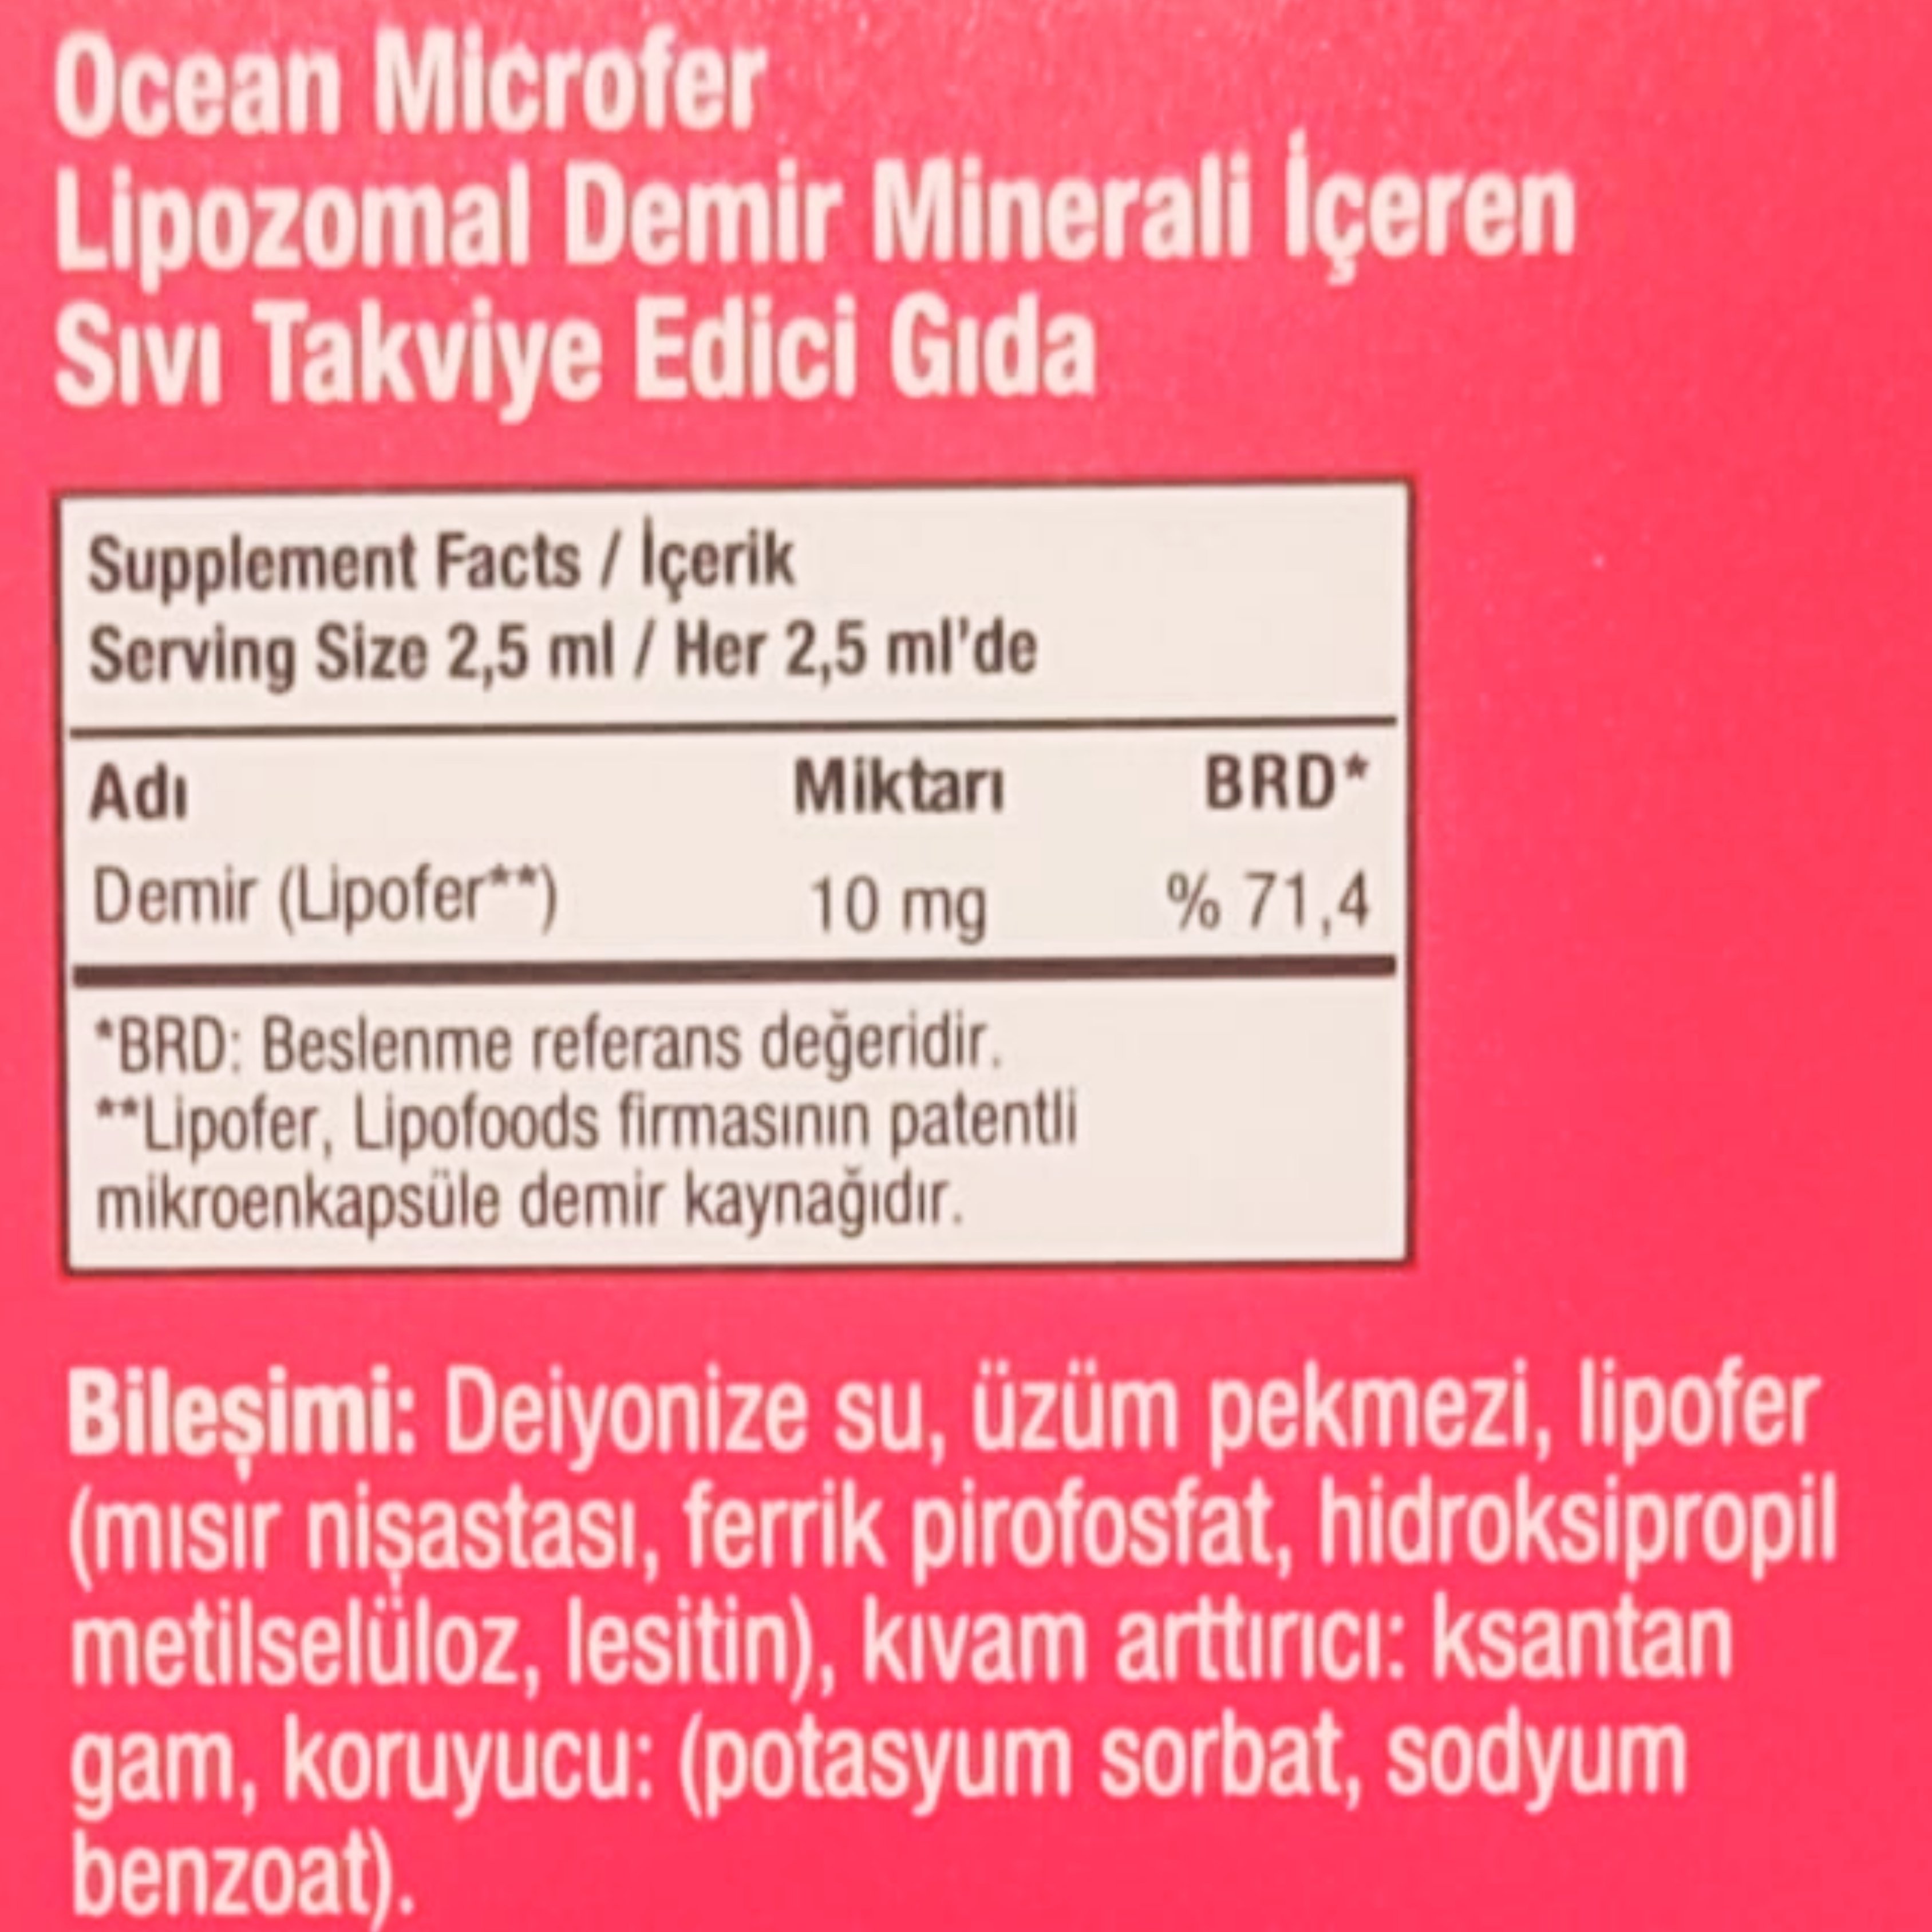 Ocean Microfer
Lipozomal Demir Minerali İçeren
Sıvı Takviye Edici Gıda
Supplement Facts / İçerik
Serving Size 2,5 ml / Her 2,5 ml'de
Adı Miktarı BRD*
Demir (Lipofer**) 10 mg % 71,4
*BRD: Beslenme referans değeridir.
**Lipofer, Lipofoods firmasının patentli
mikroenkapsüle demir kaynağıdır.
Bileşimi: Deiyonize su, üzüm pekmezi, lipofer
(mısır nişastası, ferrik pirofosfat, hidroksipropil
metilselüloz, lesitin), kıvam arttırıcı: ksantan
gam, koruyucu: (potasyum sorbat, sodyum
benzoat).